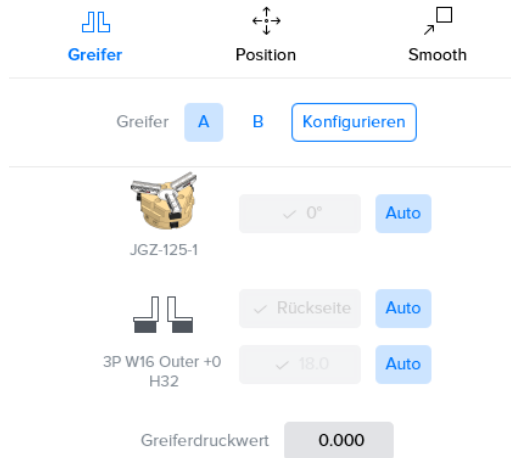 Greifer Position Smooth
Greifer A B Konfigurieren
0° Auto
JGZ-125-1
Rückseite Auto
3P W16 Outer +0
H32
18.0 Auto
Greiferdruckwert 0.000